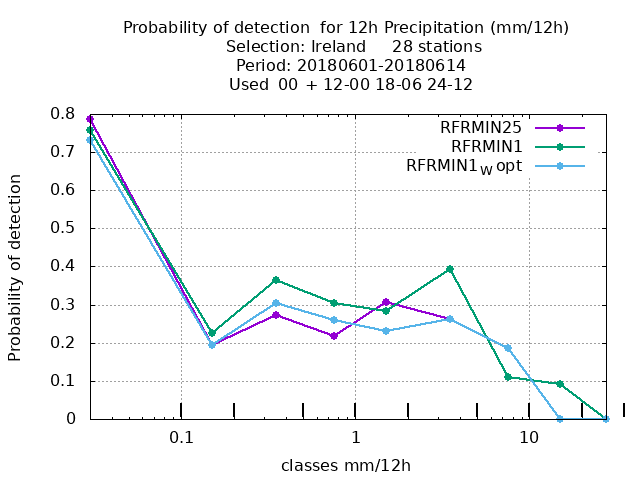 Probability of detection  for 12h Precipitation (mm/12h)
Selection: Ireland     28 stations
Period: 20180601-20180614
Used  00  + 12-00 18-06 24-12
RFRMIN25
RFRMIN1
RFRMIN1W opt
0.8
0.7
0.6
0.5
0.4
0.3
0.2
0.1
0
Probability of detection
0.1 1 10
classes mm/12h